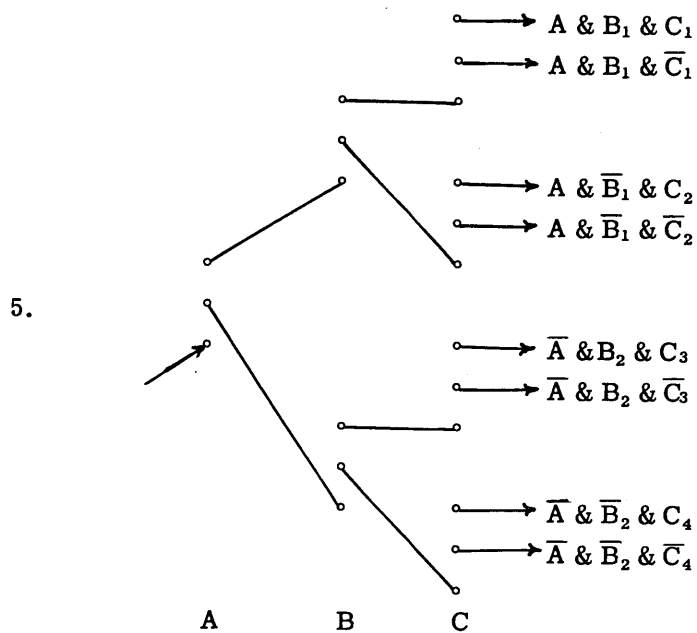 A & B₁ & C₁
A & B₁ & C̅₁
A & B̅₁ & C₂
A & B̅₁ & C̅₂
5.
A̅ & B₂ & C₃
A̅ & B₂ & C̅₃
A̅ & B̅₂ & C₄
A̅ & B̅₂ & C̅₄
A B C